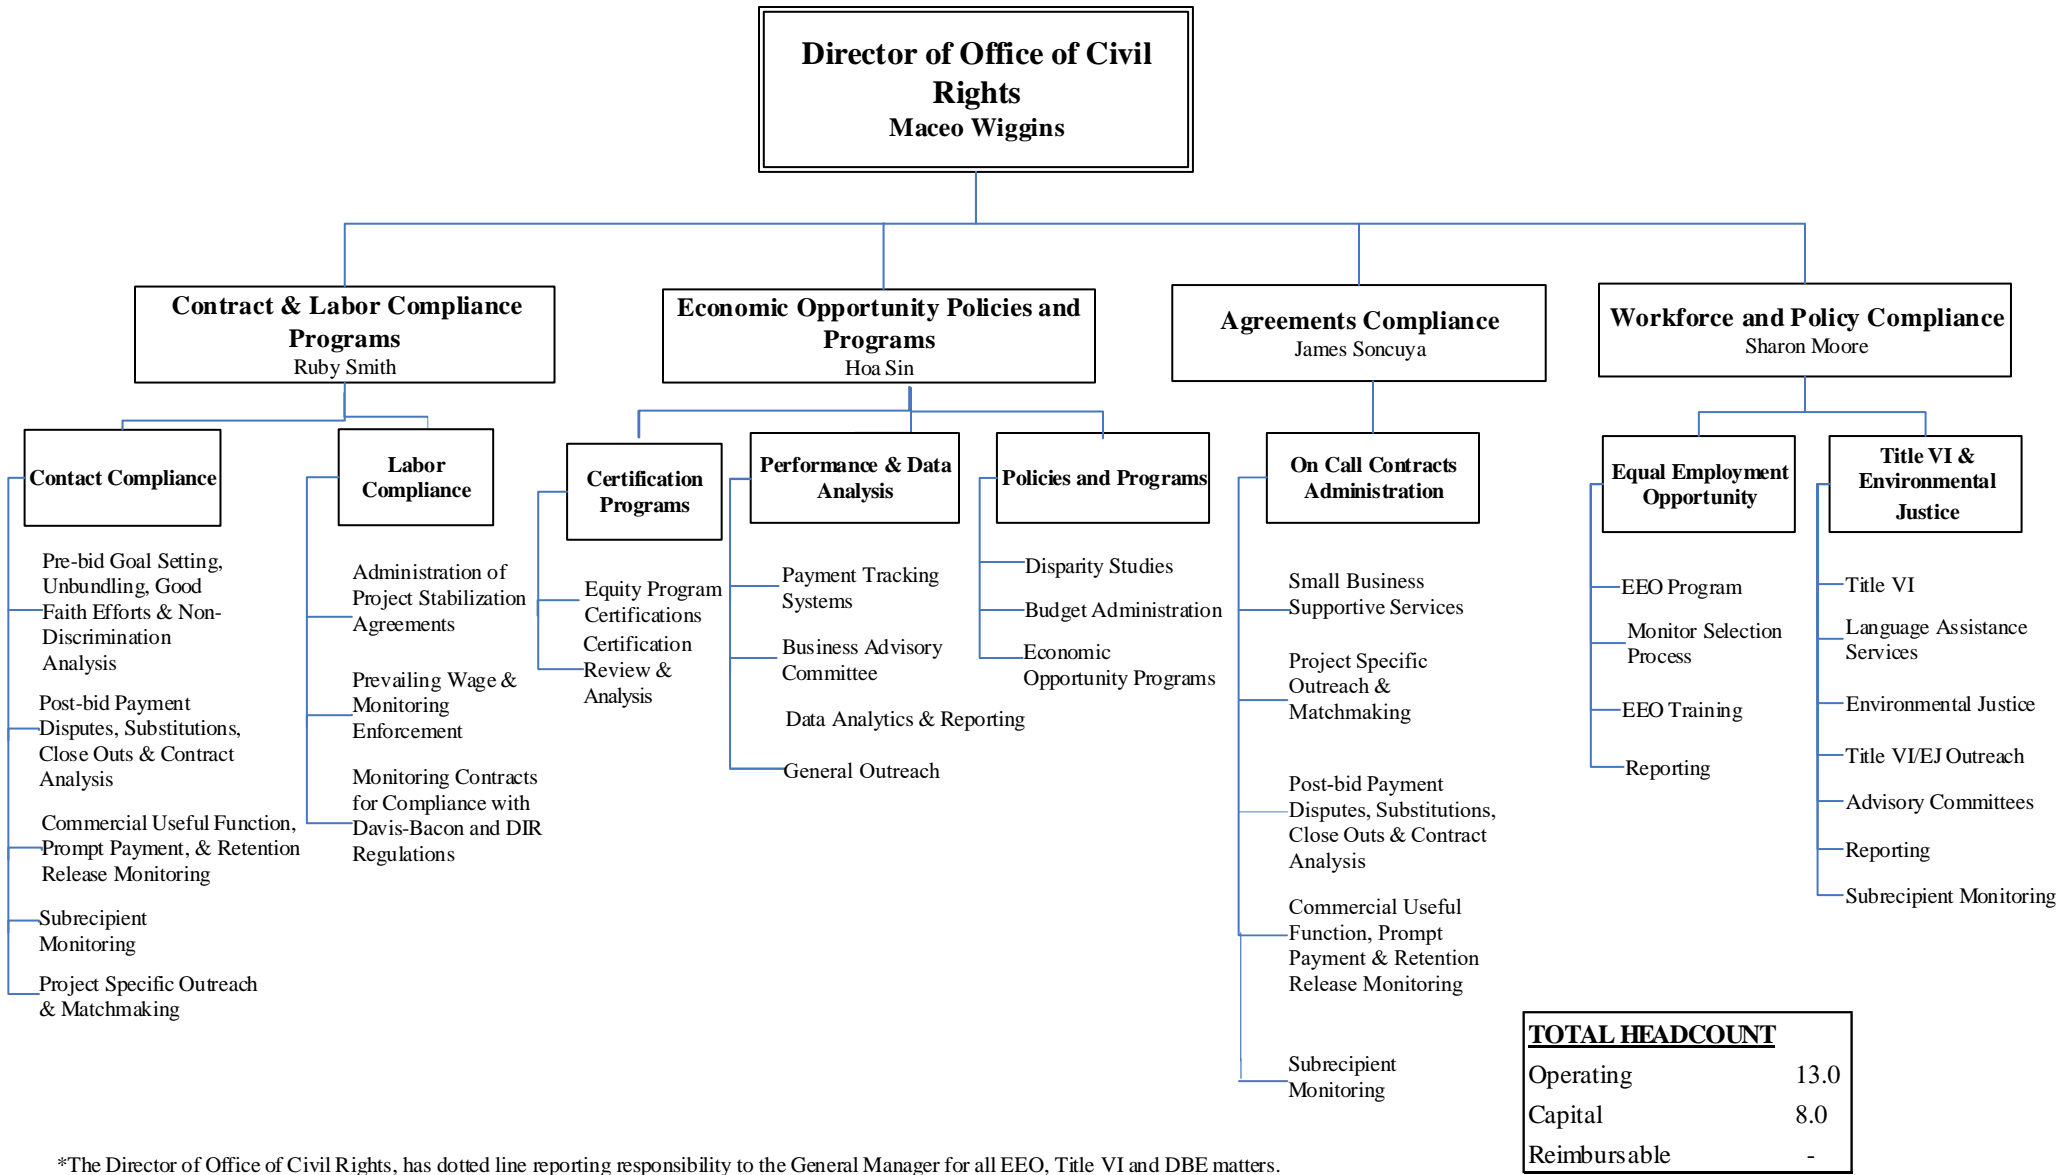 Director of Office of Civil
Rights
Maceo Wiggins
Contract & Labor Compliance
Programs
Ruby Smith
Economic Opportunity Policies and
Programs
Hoa Sin
Agreements Compliance
James Soncuya
Workforce and Policy Compliance
Sharon Moore
Contact Compliance
Pre-bid Goal Setting,
Unbundling, Good
Faith Efforts & Non-
Discrimination
Analysis
Post-bid Payment
Disputes, Substitutions,
Close Outs & Contract
Analysis
Commercial Useful Function,
Prompt Payment, & Retention
Release Monitoring
Subrecipient
Monitoring
Project Specific Outreach
& Matchmaking
Labor
Compliance
Administration of
Project Stabilization
Agreements
Prevailing Wage &
Monitoring
Enforcement
Monitoring Contracts
for Compliance with
Davis-Bacon and DIR
Regulations
Certification
Programs
Equity Program
Certifications
Certification
Review &
Analysis
Performance & Data
Analysis
Payment Tracking
Systems
Business Advisory
Committee
Data Analytics & Reporting
General Outreach
Policies and Programs
Disparity Studies
Budget Administration
Economic
Opportunity Programs
On Call Contracts
Administration
Small Business
Supportive Services
Project Specific
Outreach &
Matchmaking
Post-bid Payment
Disputes, Substitutions,
Close Outs & Contract
Analysis
Commercial Useful
Function, Prompt
Payment & Retention
Release Monitoring
Subrecipient
Monitoring
Equal Employment
Opportunity
EEO Program
Monitor Selection
Process
EEO Training
Reporting
Title VI &
Environmental
Justice
Title VI
Language Assistance
Services
Environmental Justice
Title VI/EJ Outreach
Advisory Committees
Reporting
Subrecipient Monitoring
TOTAL HEADCOUNT
Operating 13.0
Capital 8.0
Reimbursable -
*The Director of Office of Civil Rights, has dotted line reporting responsibility to the General Manager for all EEO, Title VI and DBE matters.